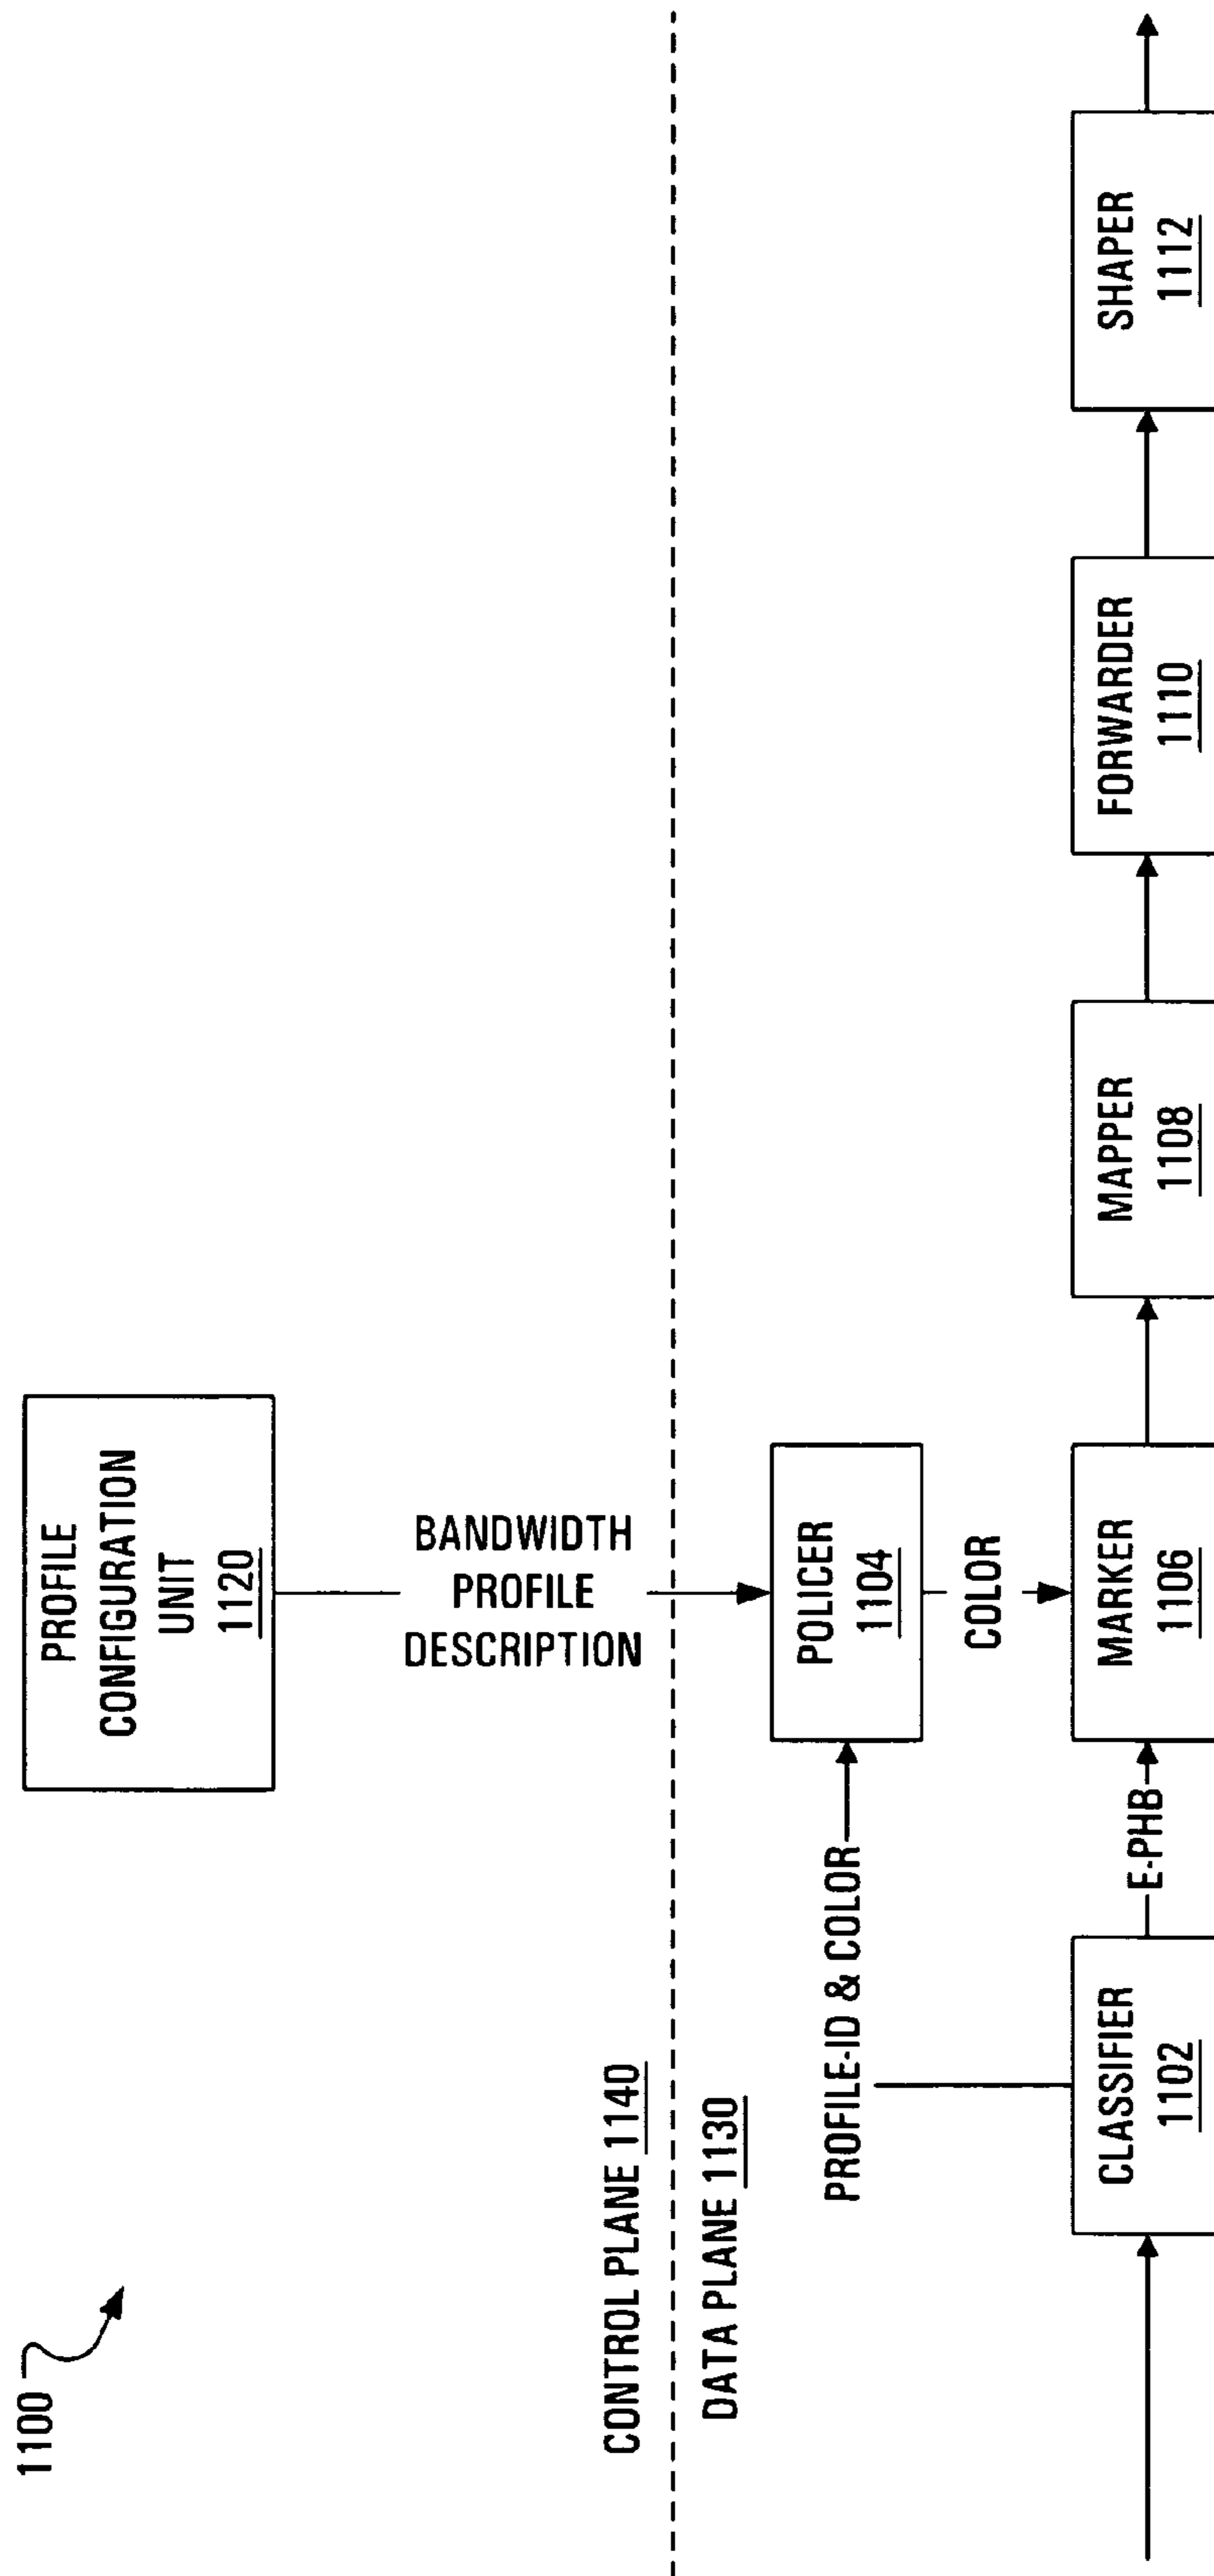 1100
PROFILE
CONFIGURATION
UNIT
1120
BANDWIDTH
PROFILE
DESCRIPTION
CONTROL PLANE 1140
DATA PLANE 1130
PROFILE-ID & COLOR
POLICER
1104
COLOR
CLASSIFIER
1102
E-PHB
MARKER
1106
MAPPER
1108
FORWARDER
1110
SHAPER
1112